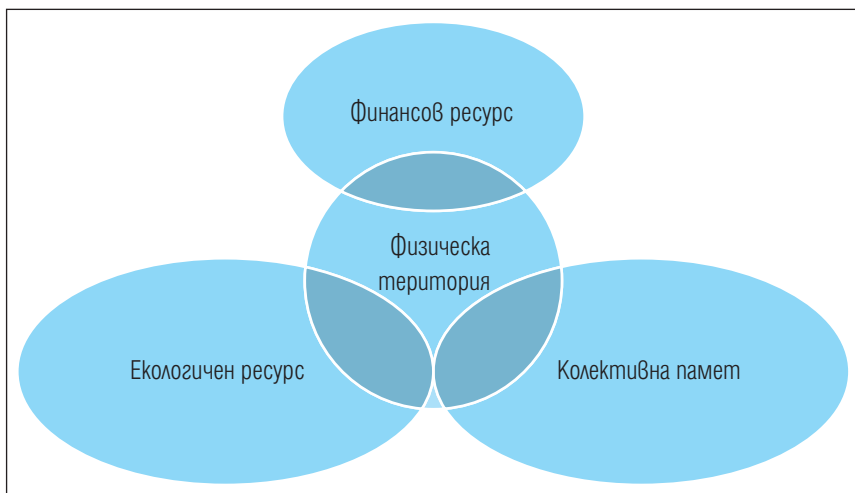 Финансов ресурс
Физическа
територия
Екологичен ресурс
Колективна памет